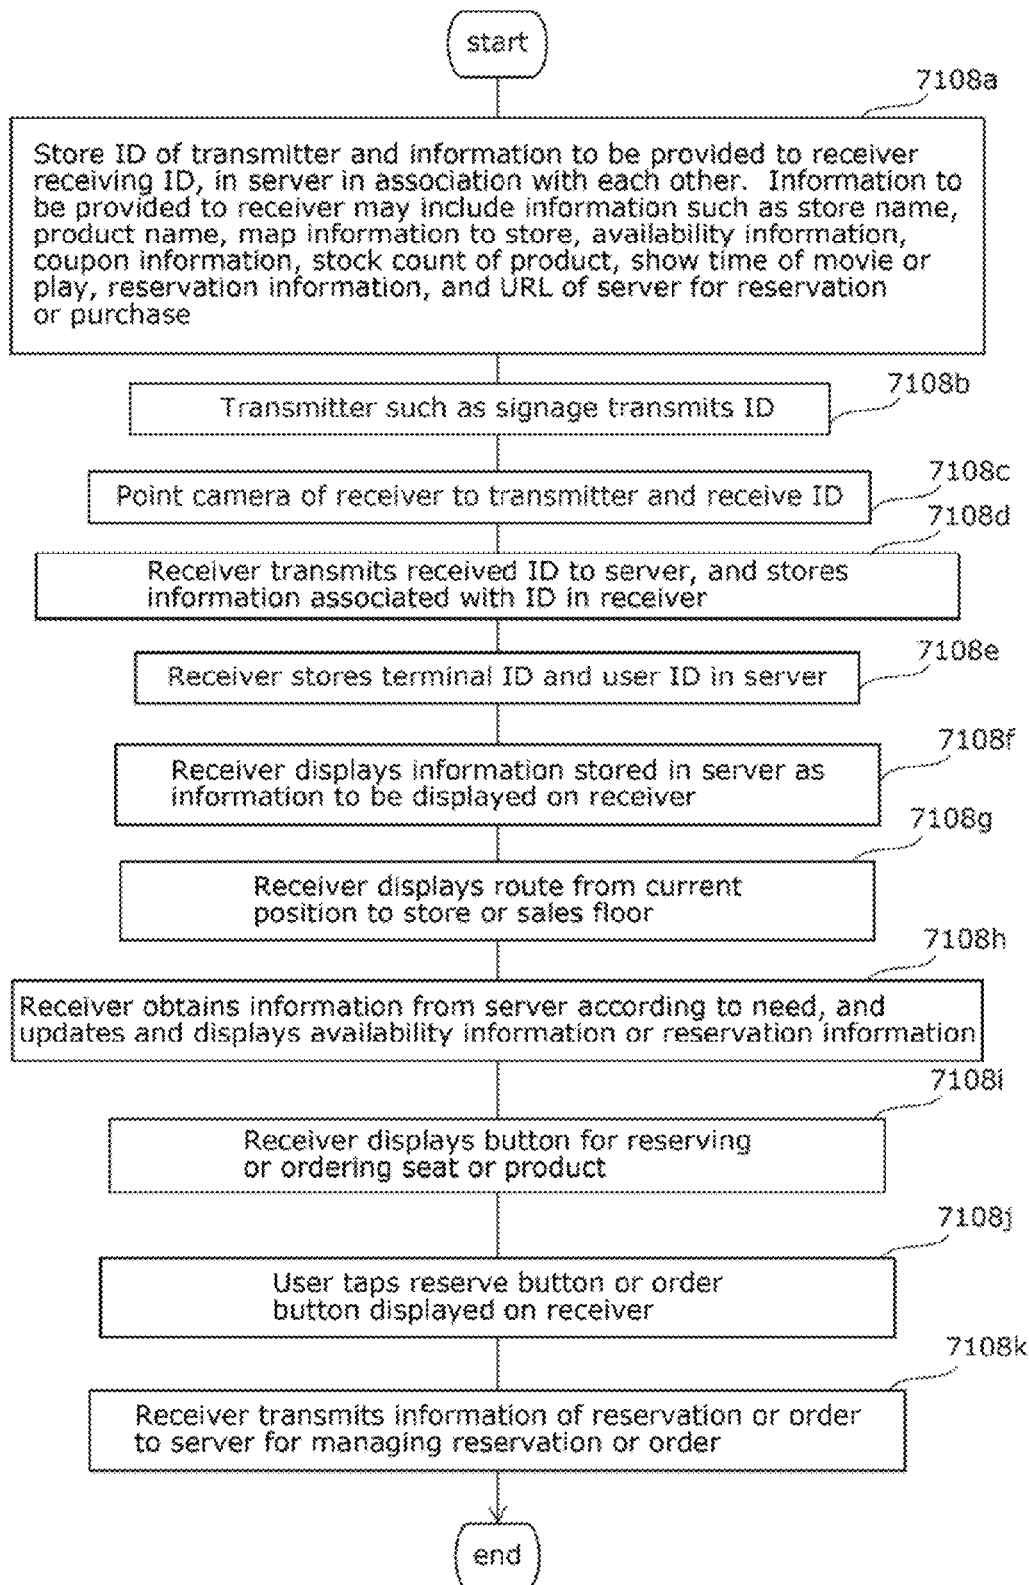 start
7108a
Store ID of transmitter and information to be provided to receiver
receiving ID, in server in association with each other. Information to
be provided to receiver may include information such as store name,
product name, map information to store, availability information,
coupon information, stock count of product, show time of movie or
play, reservation information, and URL of server for reservation
or purchase
7108b
Transmitter such as signage transmits ID
7108c
Point camera of receiver to transmitter and receive ID
7108d
Receiver transmits received ID to server, and stores
information associated with ID in receiver
7108e
Receiver stores terminal ID and user ID in server
7108f
Receiver displays information stored in server as
information to be displayed on receiver
7108g
Receiver displays route from current
position to store or sales floor
7108h
Receiver obtains information from server according to need, and
updates and displays availability information or reservation information
7108i
Receiver displays button for reserving
or ordering seat or product
7108j
User taps reserve button or order
button displayed on receiver
7108k
Receiver transmits information of reservation or order
to server for managing reservation or order
end